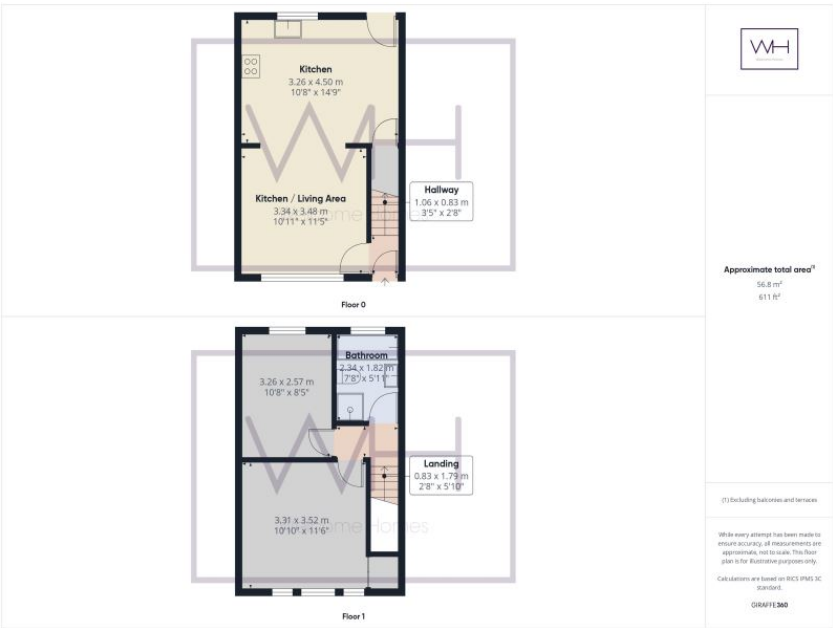 Kitchen
3.26 x 4.50 m
10'8" x 14'9"
Kitchen / Living Area
3.34 x 3.48 m
10'11" x 11'5"
Hallway
1.06 x 0.83 m
3'5" x 2'8"
Floor 0
Bathroom
2.34 x 1.82 m
7'8" x 5'11"
3.26 x 2.57 m
10'8" x 8'5"
Landing
0.83 x 1.79 m
2'8" x 5'10"
3.31 x 3.52 m
10'10" x 11'6"
Floor 1
WH
Approximate total area(1)
56.8 m²
611 ft²
(1) Excluding balconies and terraces
While every attempt has been made to
ensure accuracy, all measurements are
approximate, not to scale. This floor
plan is for illustrative purposes only.
Calculations are based on RICS IPMS 3C
standard.
GIRAFFE360